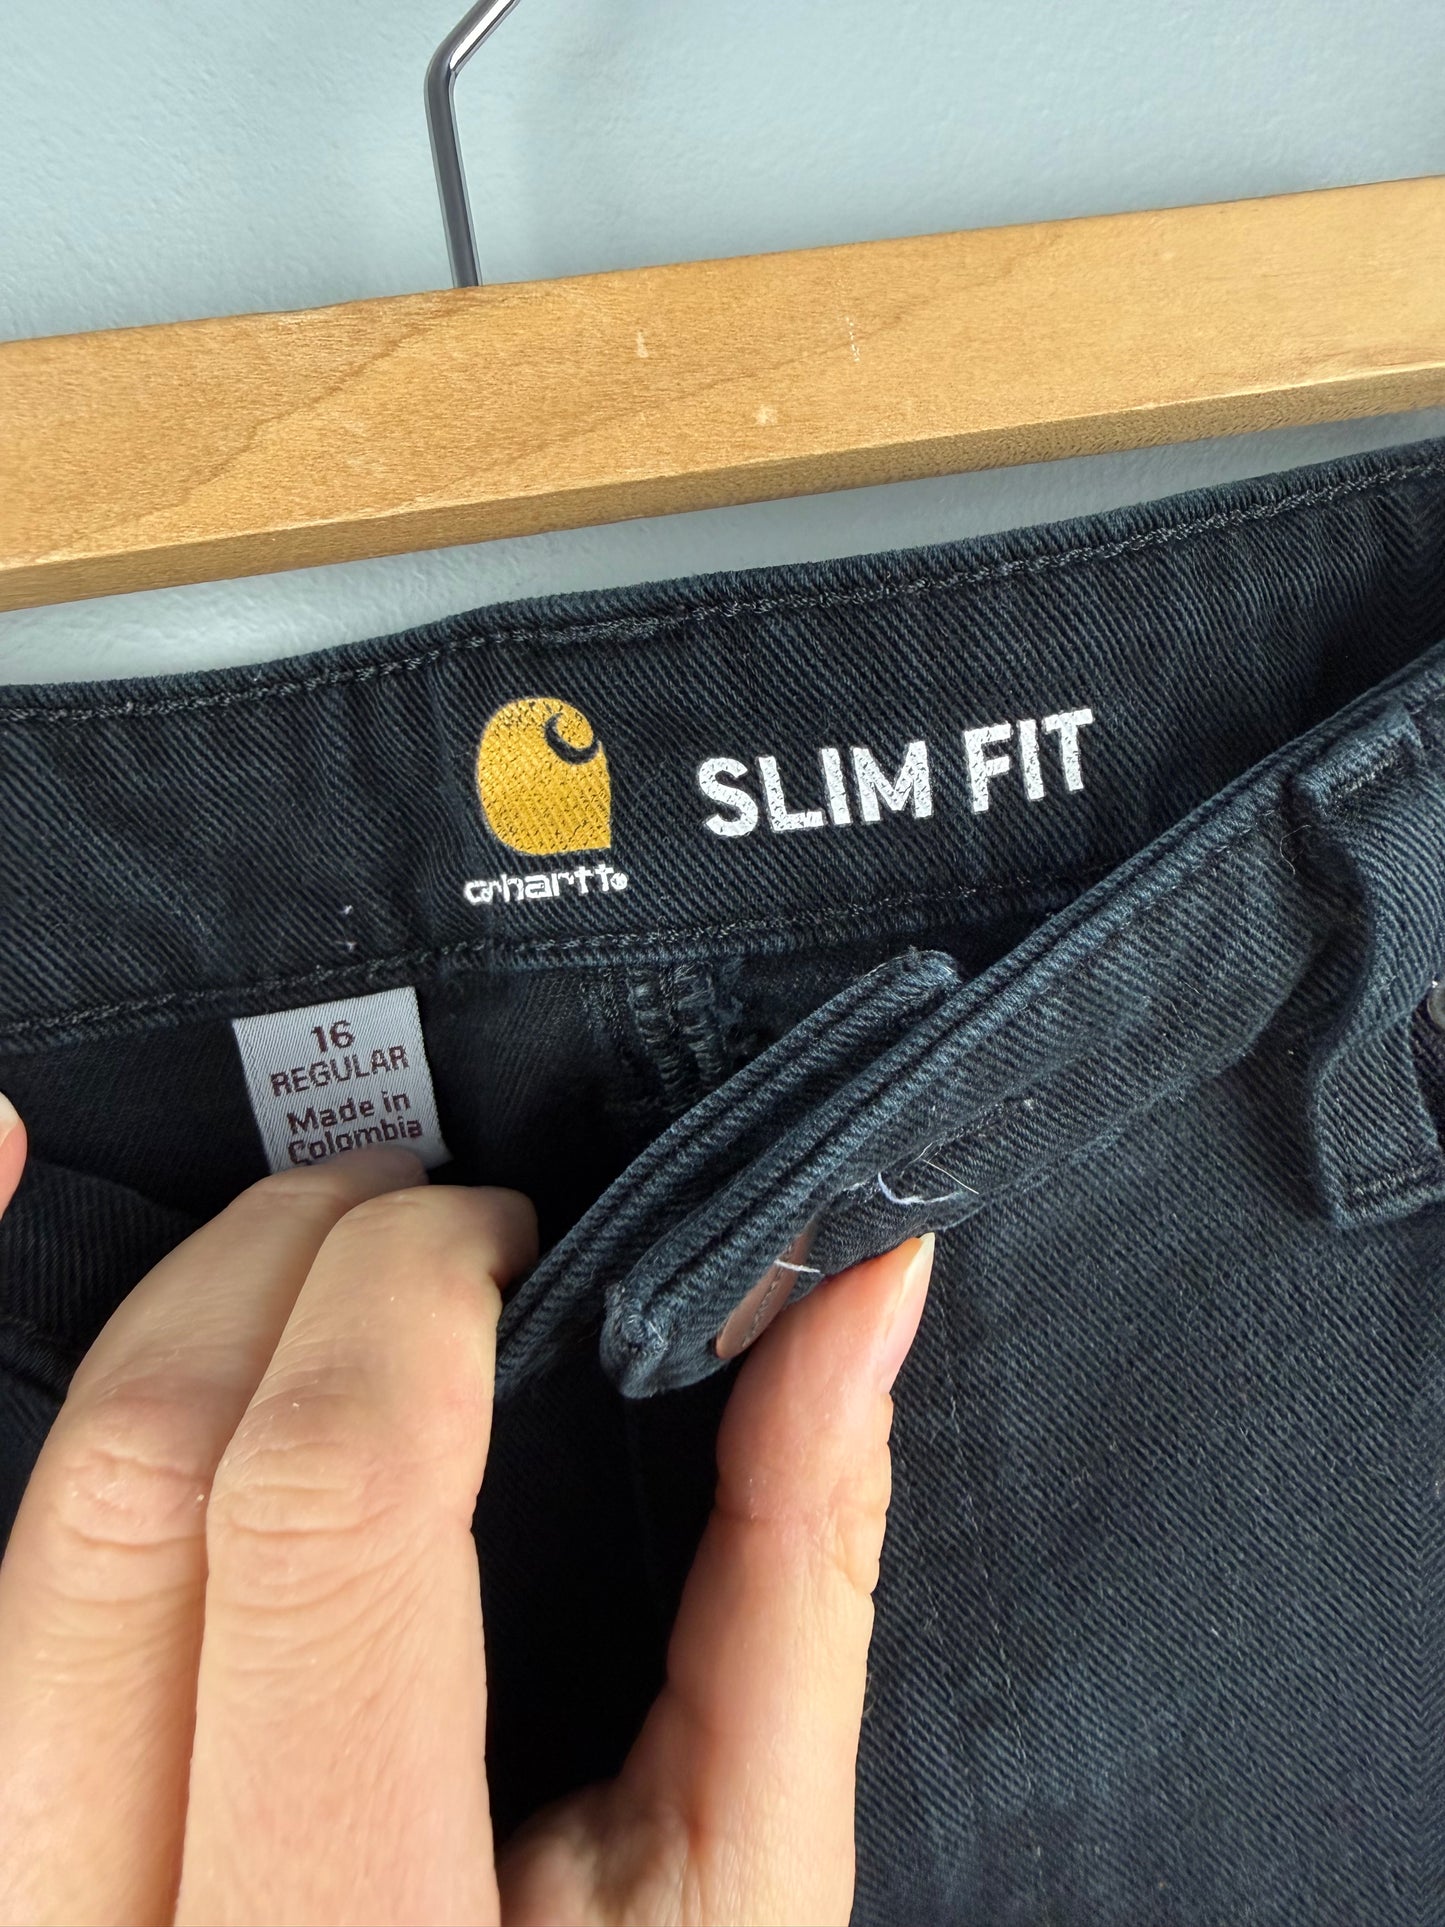 SLIM FIT
carhartt®
16
REGULAR
Made in
Colombia